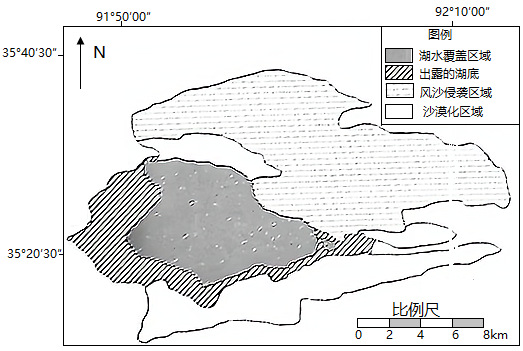 91°50′00″
92°10′00″
35°40′30″
N
图例
湖水覆盖区域
出露的湖底
风沙侵袭区域
沙漠化区域
35°20′30″
比例尺
0 2 4 6 8km